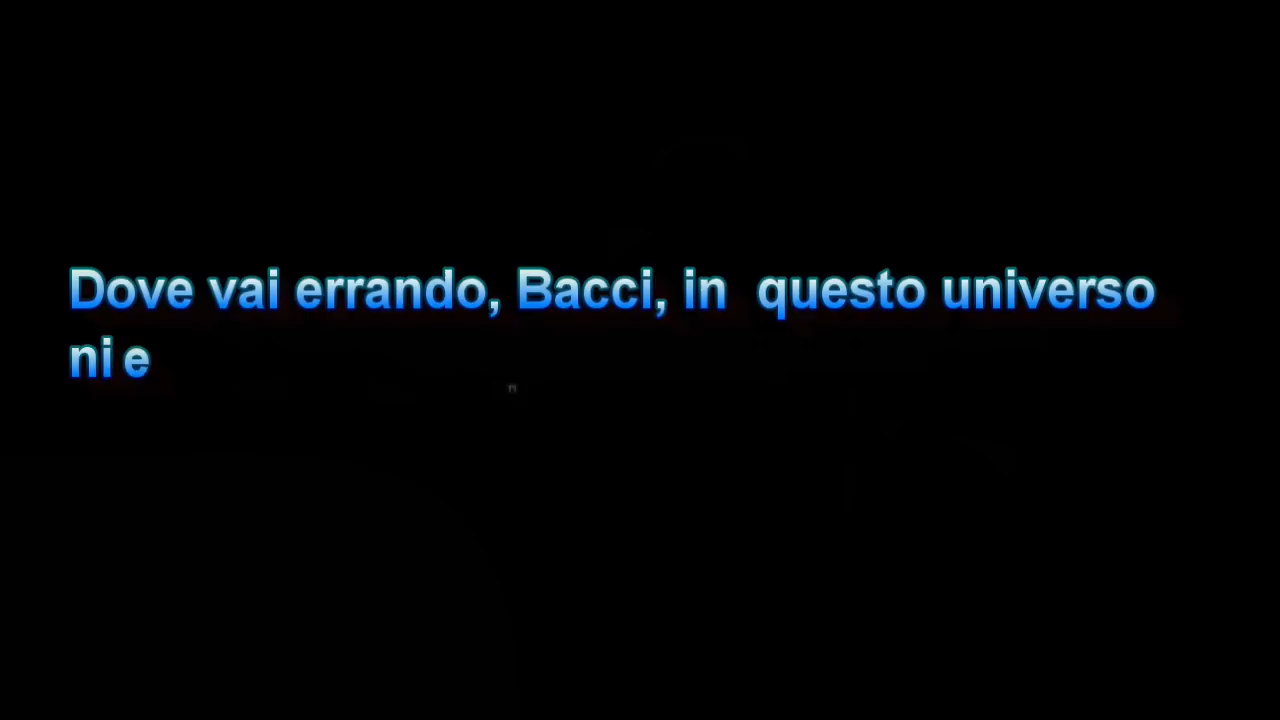 Dove vai errando, Bacci, in questo universo
ni e